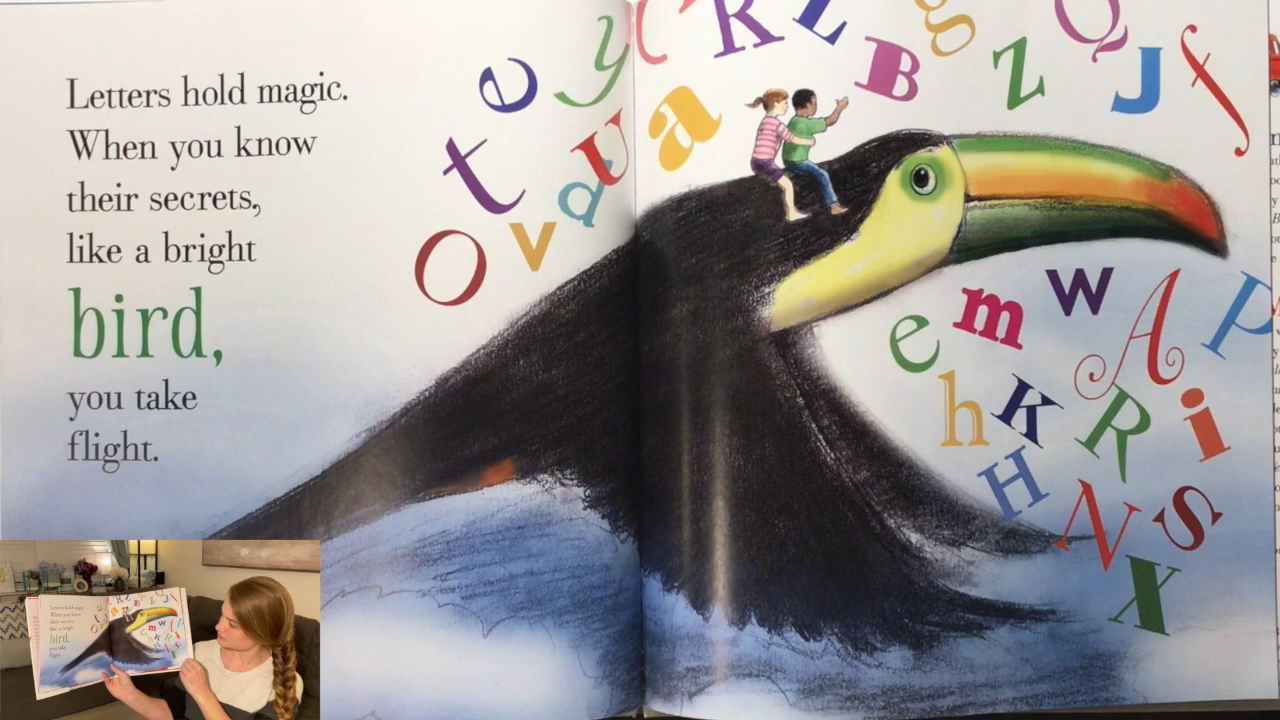 Letters hold magic.
When you know
their secrets,
like a bright
bird,
you take
flight.
t e y C R L B g z Q J f
O v d u a
e m w A P
h K R i
H N S
X